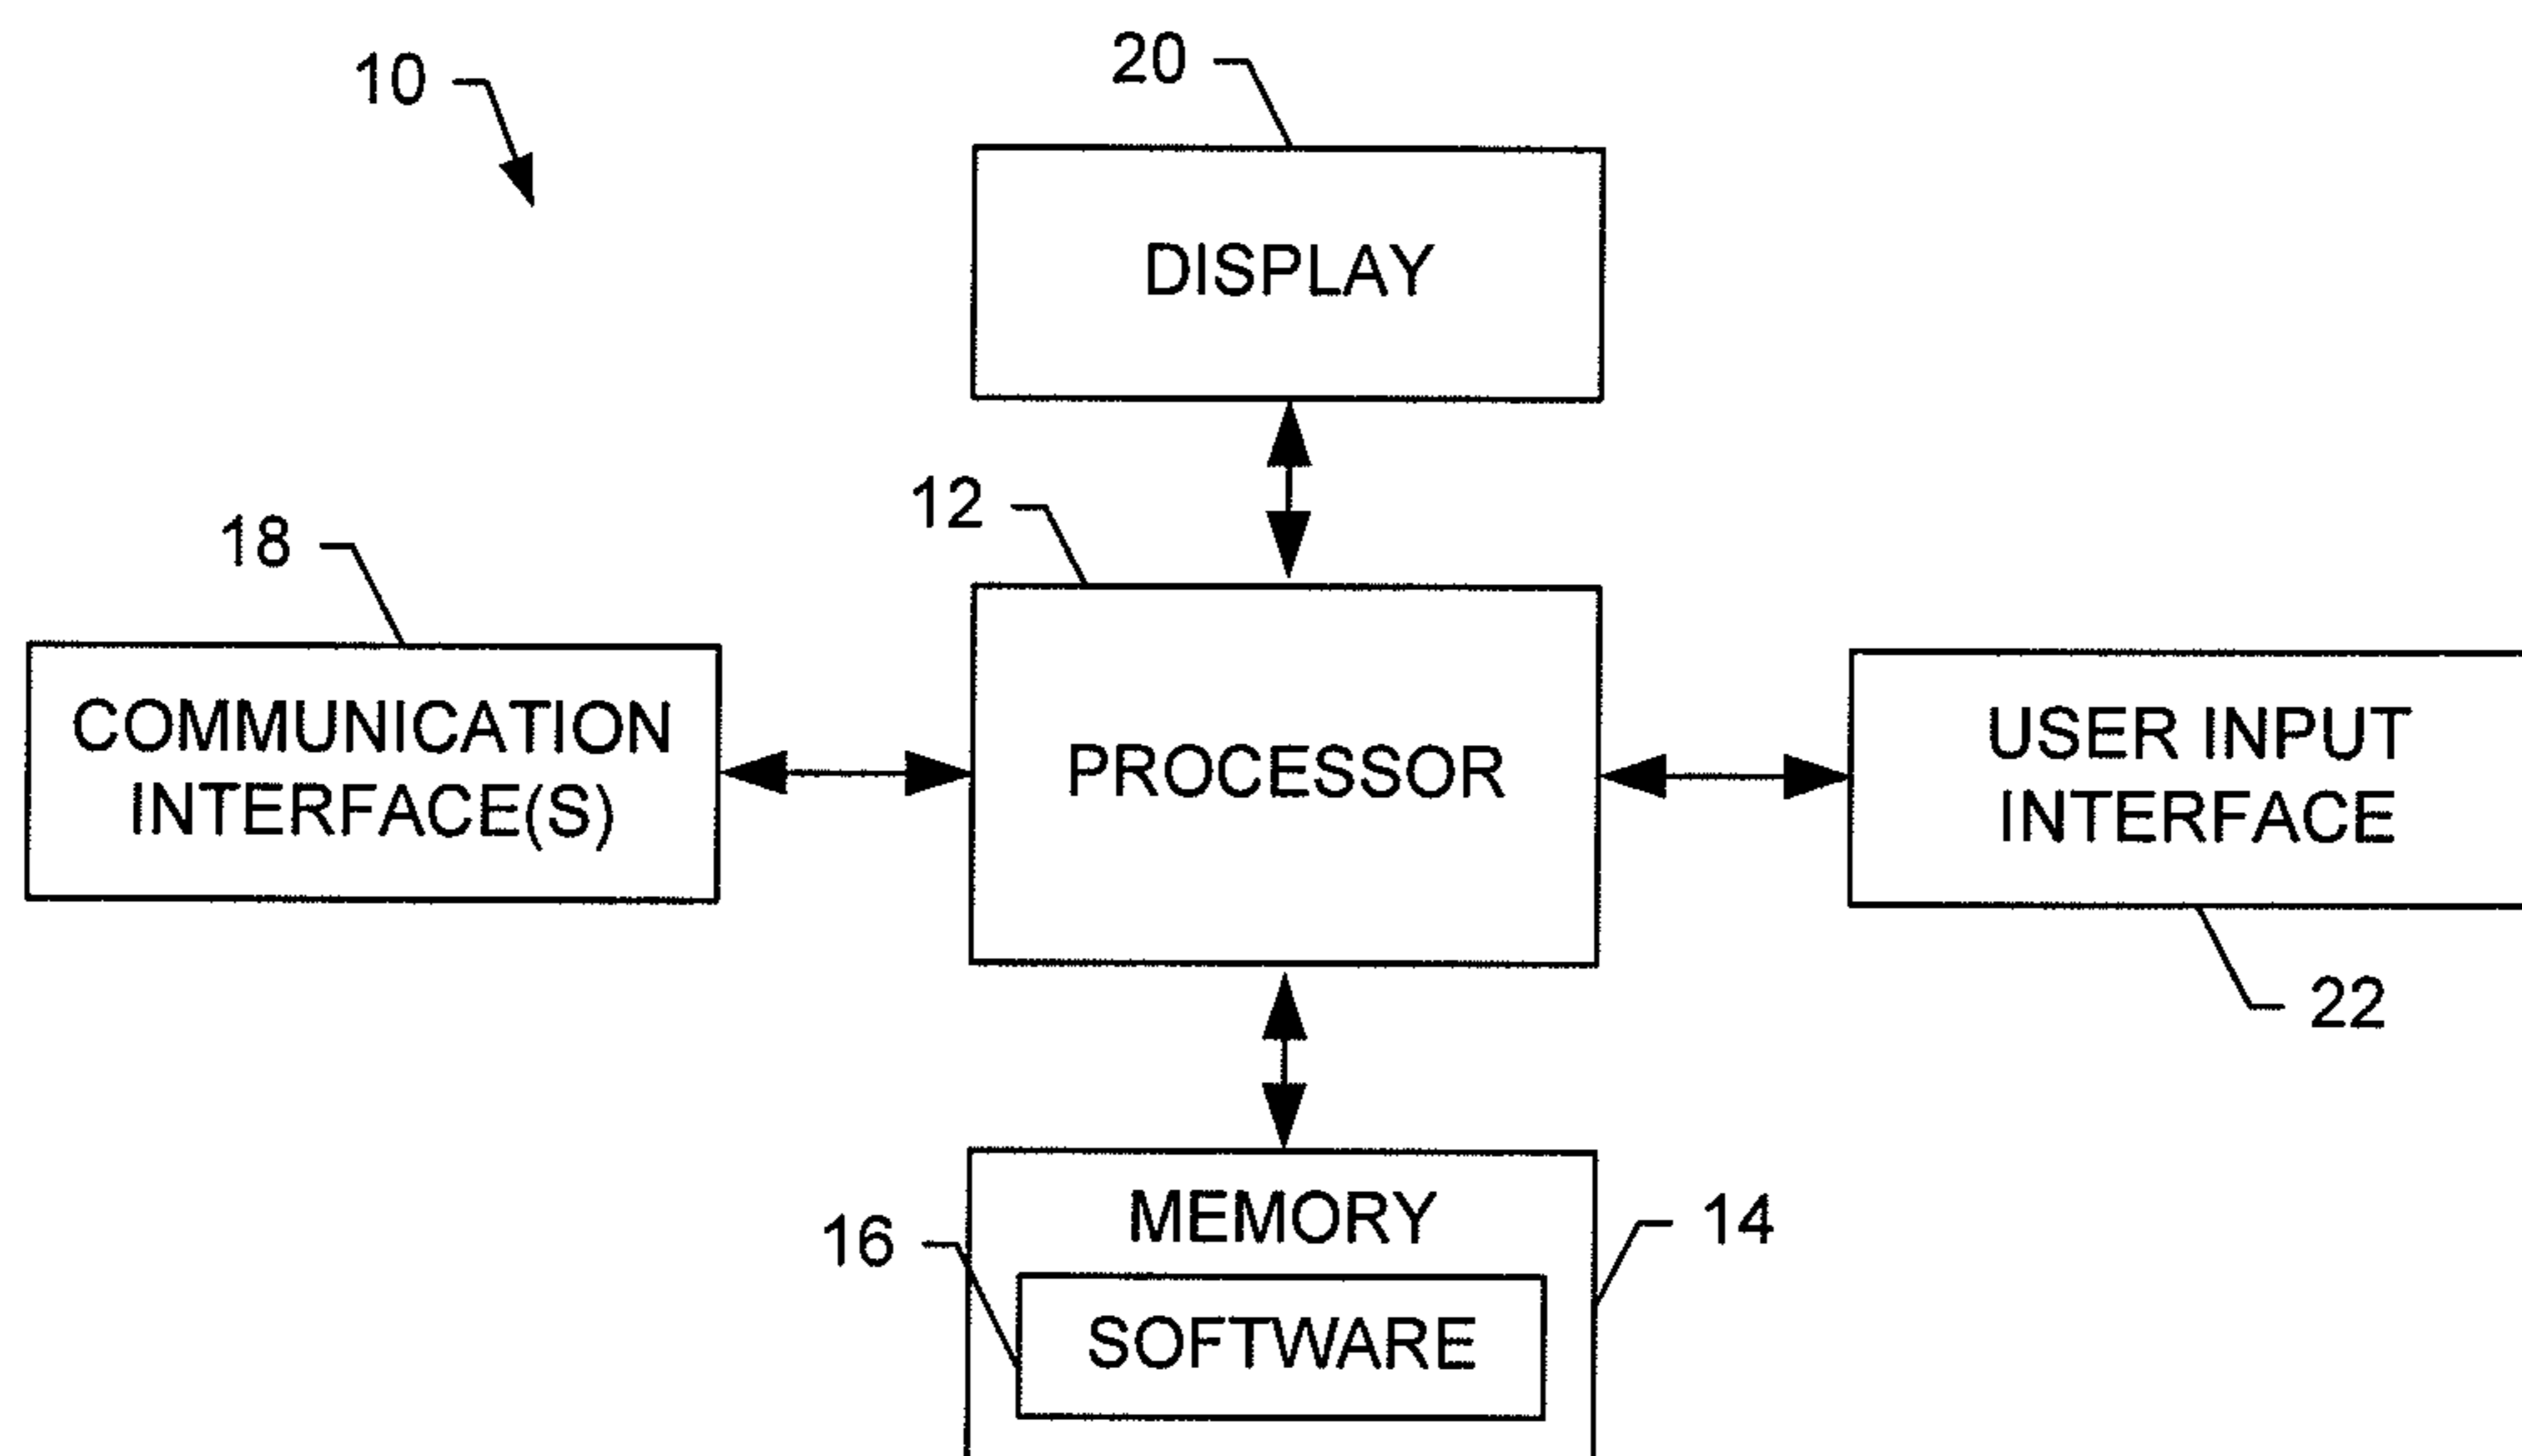 10
20
DISPLAY
12
18
COMMUNICATION
INTERFACE(S)
PROCESSOR
USER INPUT
INTERFACE
22
MEMORY
14
16
SOFTWARE